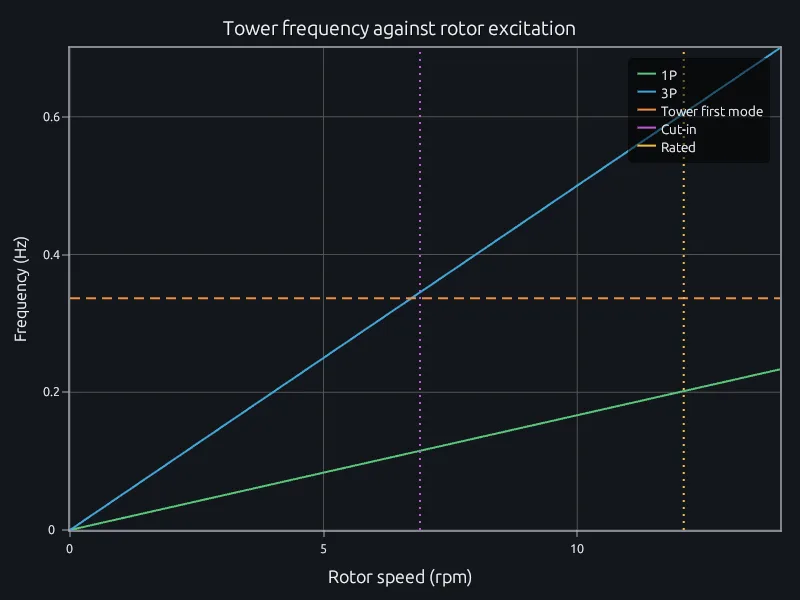 Tower frequency against rotor excitation
1P
3P
Tower first mode
Cut-in
Rated
Frequency (Hz)
0.6
0.4
0.2
0
0
5
10
Rotor speed (rpm)